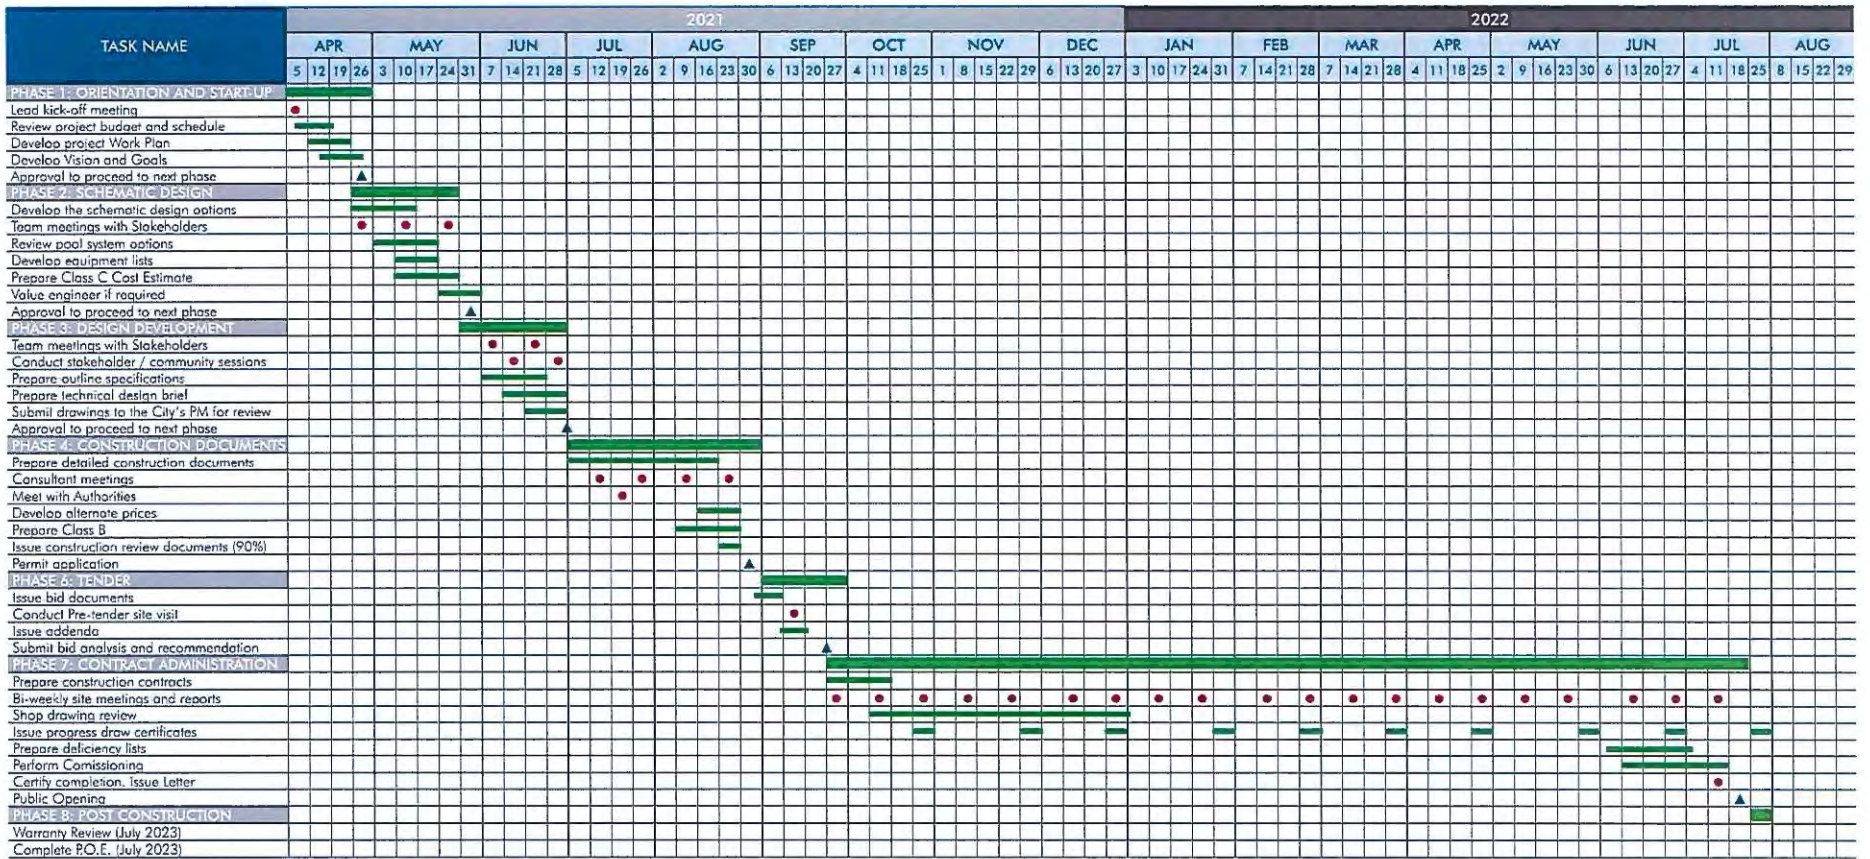 2021 2022
TASK NAME APR MAY JUN JUL AUG SEP OCT NOV DEC JAN FEB MAR APR MAY JUN JUL AUG
5 12 19 26 3 10 17 24 31 7 14 21 28 5 12 19 26 2 9 16 23 30 6 13 20 27 4 11 18 25 1 8 15 22 29 6 13 20 27 3 10 17 24 31 7 14 21 28 7 14 21 28 4 11 18 25 2 9 16 23 30 6 13 20 27 4 11 18 25 8 15 22 29
PHASE 1: ORIENTATION AND START-UP
Lead kick-off meeting
Review project budget and schedule
Develop project Work Plan
Develop Vision and Goals
Approval to proceed to next phase
PHASE 2: SCHEMATIC DESIGN
Develop the schematic design options
Team meetings with Stakeholders
Review pool system options
Develop equipment lists
Prepare Class C Cost Estimate
Value engineer if required
Approval to proceed to next phase
PHASE 3: DESIGN DEVELOPMENT
Team meetings with Stakeholders
Conduct stakeholder / community sessions
Prepare outline specifications
Prepare technical design brief
Submit drawings to the City's PM for review
Approval to proceed to next phase
PHASE 4: CONSTRUCTION DOCUMENTS
Prepare detailed construction documents
Consultant meetings
Meet with Authorities
Develop alternate prices
Prepare Class B
Issue construction review documents (90%)
Permit application
PHASE 6: TENDER
Issue bid documents
Conduct Pre-tender site visit
Issue addenda
Submit bid analysis and recommendation
PHASE 7: CONTRACT ADMINISTRATION
Prepare construction contracts
Bi-weekly site meetings and reports
Shop drawing review
Issue progress draw certificates
Prepare deficiency lists
Perform Comissioning
Certify completion. Issue Letter
Public Opening
PHASE 8: POST CONSTRUCTION
Warranty Review (July 2023)
Complete P.O.E. (July 2023)